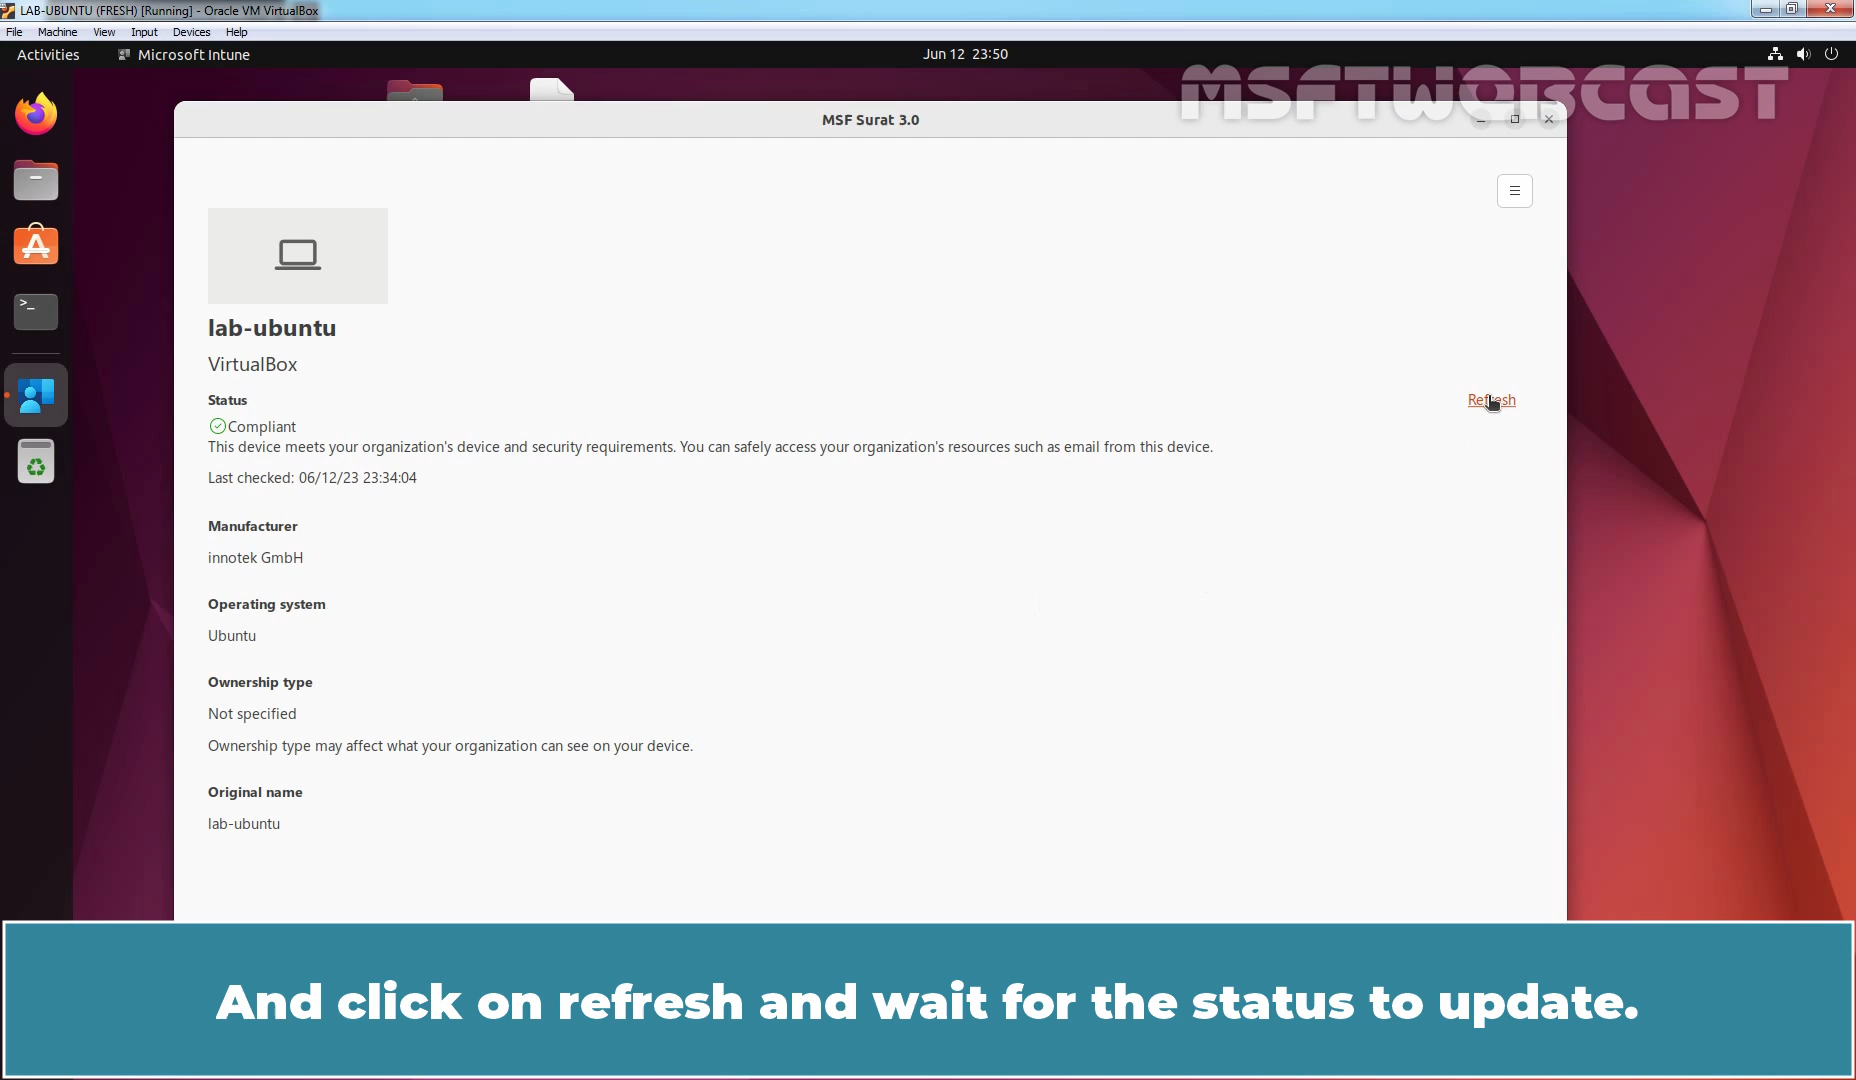 LAB-UBUNTU (FRESH) [Running] - Oracle VM VirtualBox
File Machine View Input Devices Help
Activities Microsoft Intune Jun 12 23:50
MSFTWEBCAST
MSF Surat 3.0
lab-ubuntu
VirtualBox
Status Refresh
Compliant
This device meets your organization's device and security requirements. You can safely access your organization's resources such as email from this device.
Last checked: 06/12/23 23:34:04
Manufacturer
innotek GmbH
Operating system
Ubuntu
Ownership type
Not specified
Ownership type may affect what your organization can see on your device.
Original name
lab-ubuntu
And click on refresh and wait for the status to update.